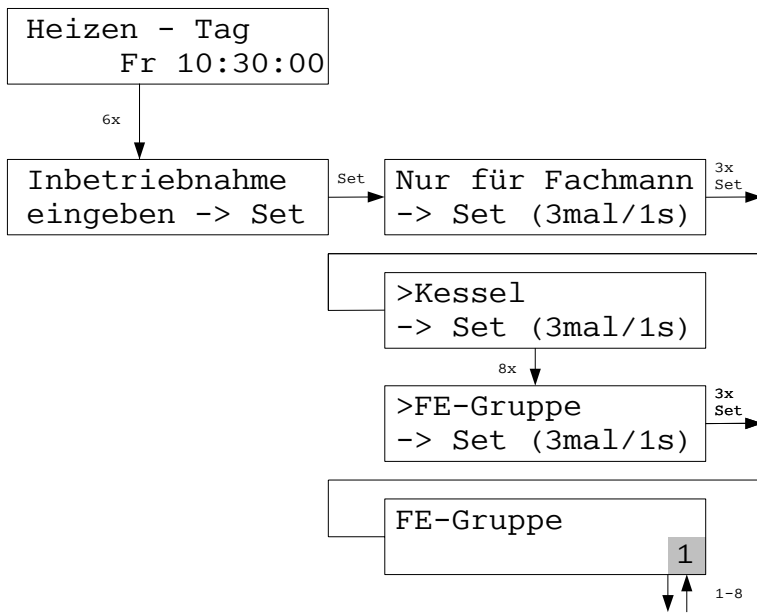 Heizen - Tag
Fr 10:30:00
6x
Inbetriebnahme
eingeben -> Set
Set
Nur für Fachmann
-> Set (3mal/1s)
3x
Set
>Kessel
-> Set (3mal/1s)
8x
>FE-Gruppe
-> Set (3mal/1s)
3x
Set
FE-Gruppe
1
1-8